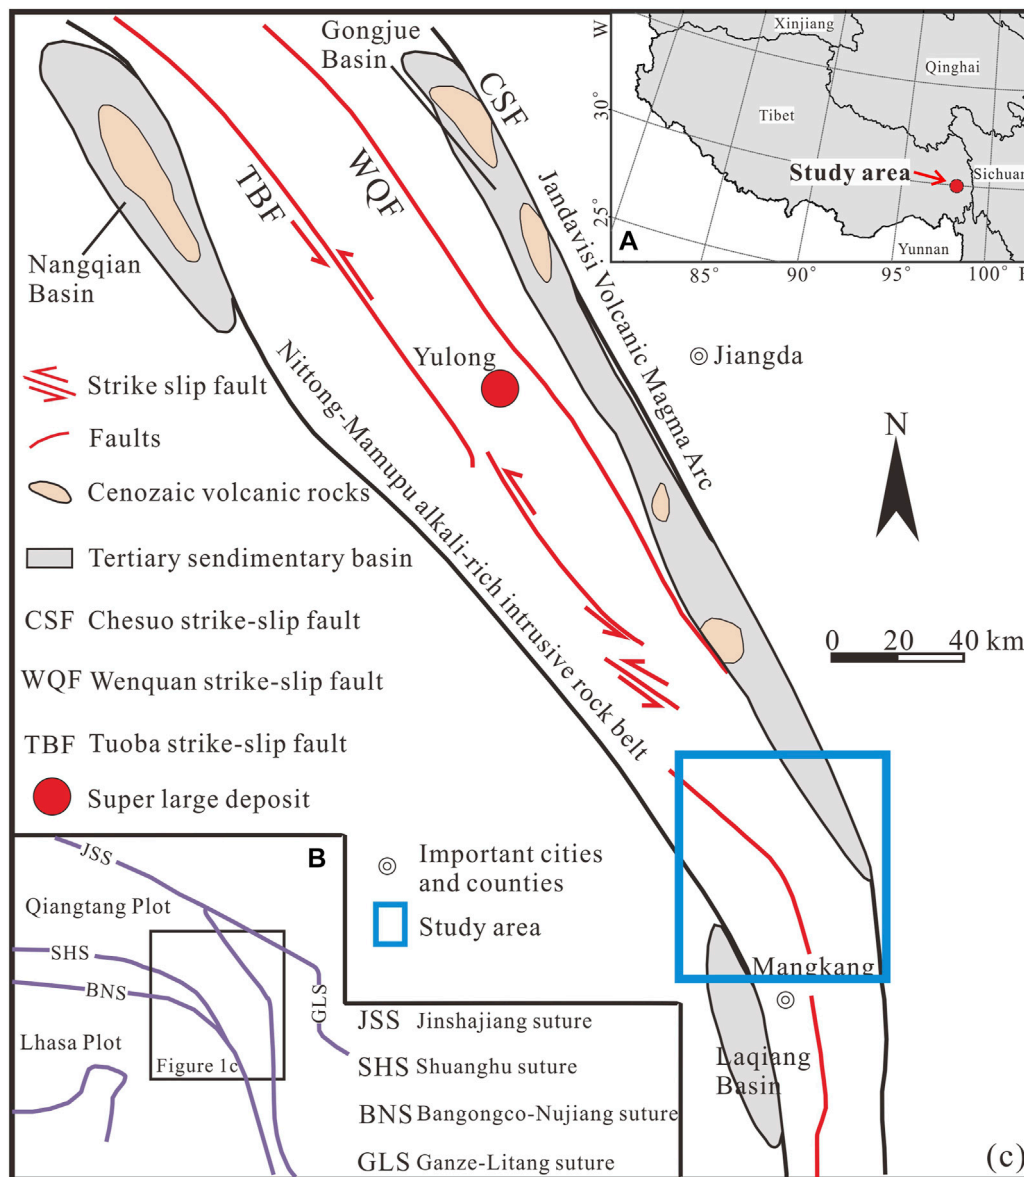 Gongjue
Basin
CSF
WQF
TBF
Nangqian
Basin
Jandavisi Volcanic Magma Arc
Nittong-Mamupu alkali-rich intrusive rock belt
Yulong
Jiangda
N
0 20 40 km
Mangkang
Laqiang
Basin
(c)
W
Xinjiang
Qinghai
Tibet
30°
Study area
Sichuan
25°
A
Yunnan
85° 90° 95° 100° E
Strike slip fault
Faults
Cenozaic volcanic rocks
Tertiary sendimentary basin
CSF Chesuo strike-slip fault
WQF Wenquan strike-slip fault
TBF Tuoba strike-slip fault
Super large deposit
Important cities
and counties
Study area
B
JSS
Qiangtang Plot
SHS
BNS
GLS
Lhasa Plot
Figure 1c
JSS Jinshajiang suture
SHS Shuanghu suture
BNS Bangongco-Nujiang suture
GLS Ganze-Litang suture